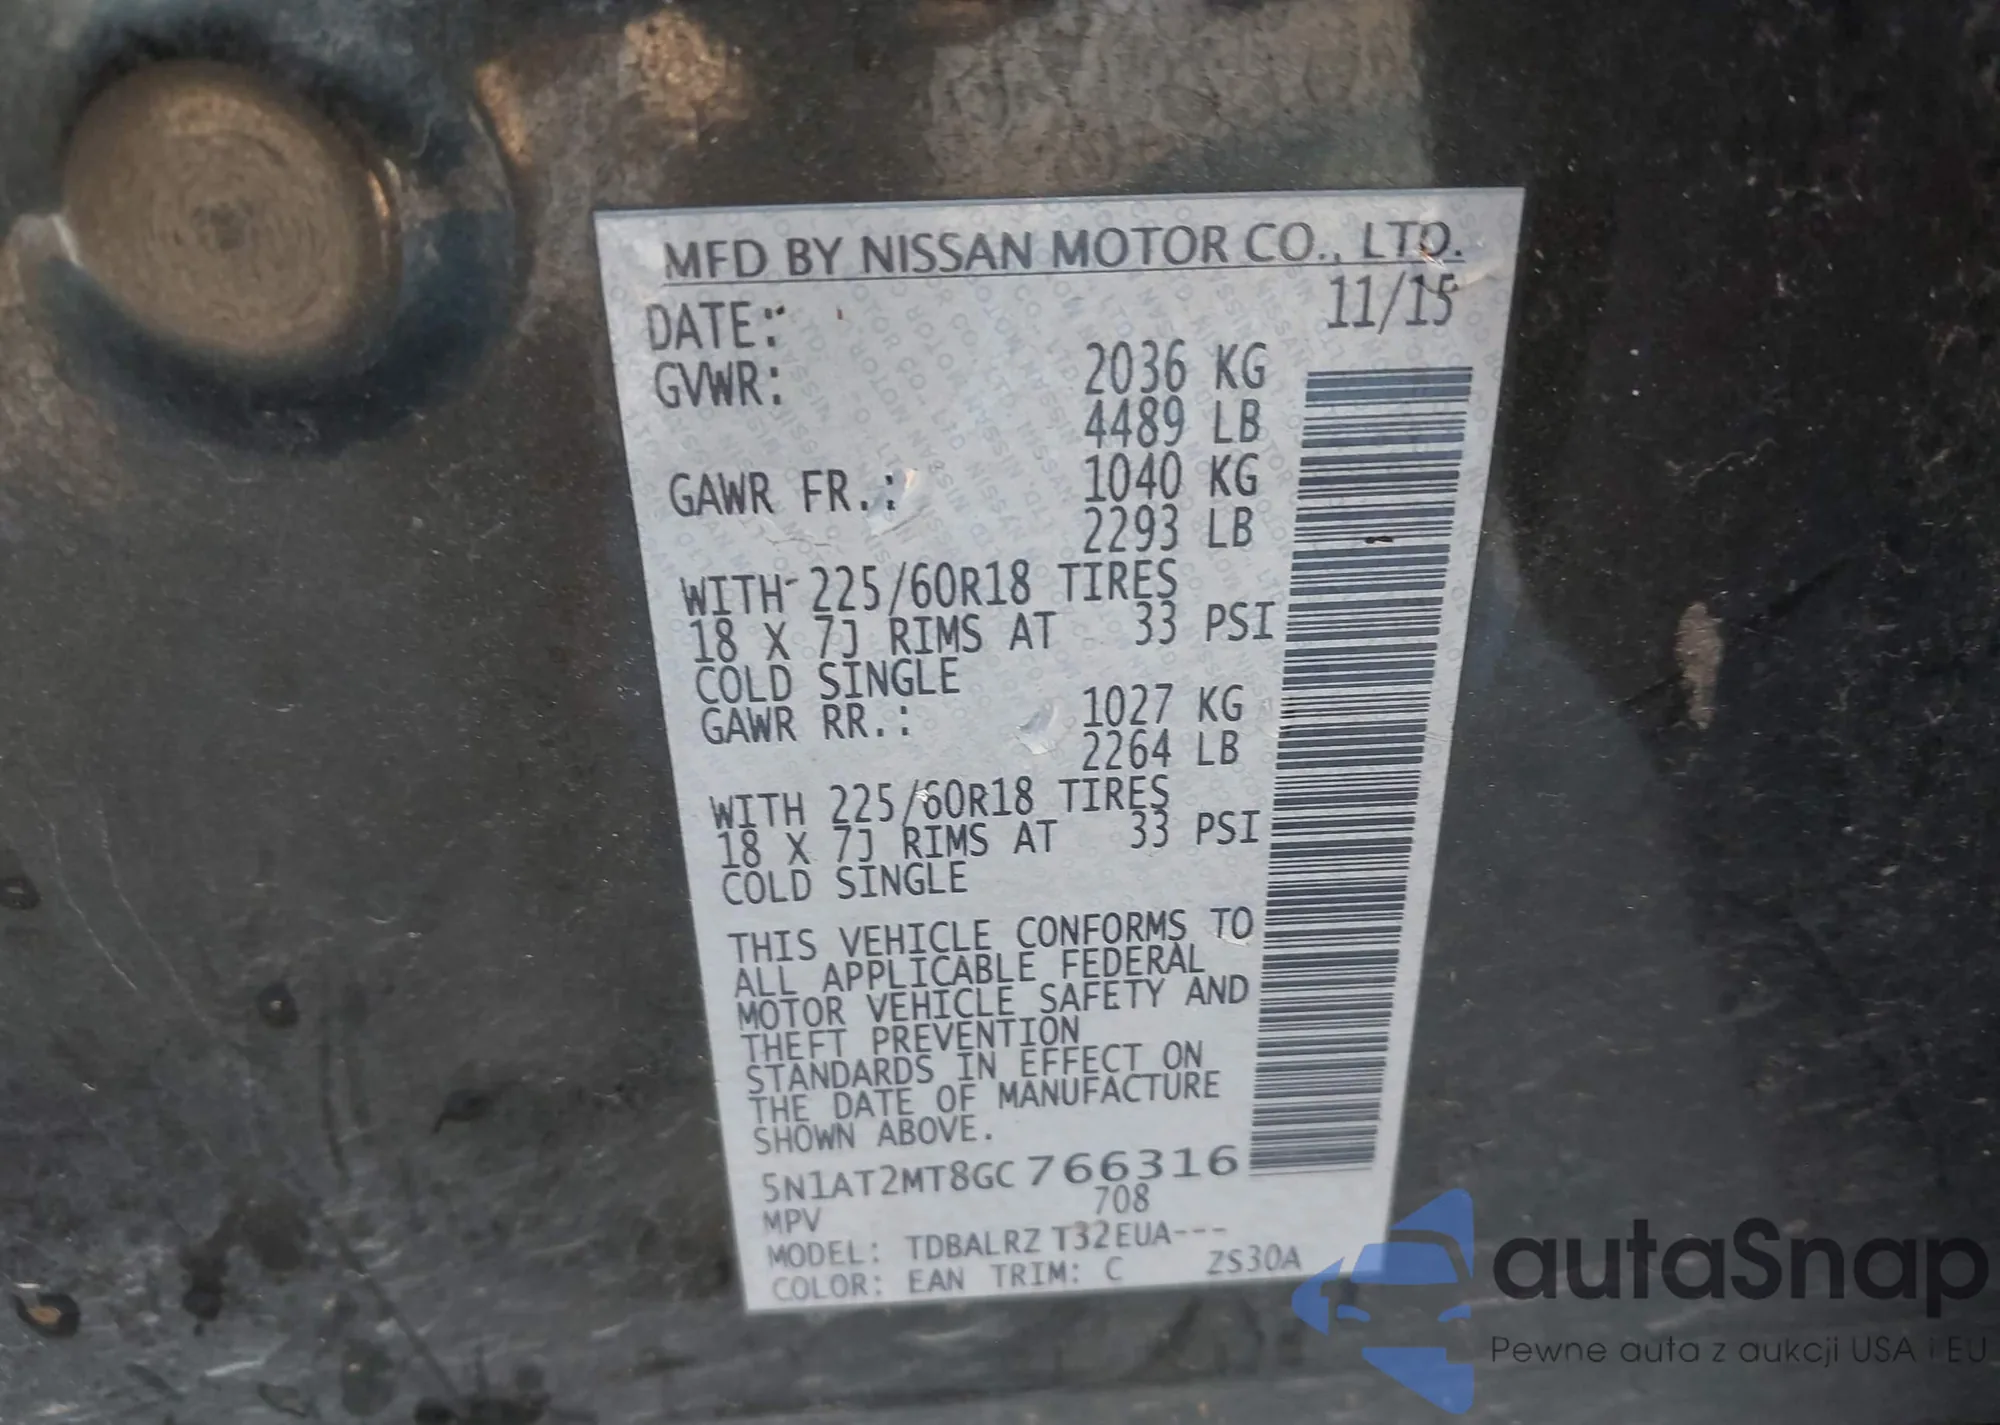 MFD BY NISSAN MOTOR CO., LTD.
DATE: 11/15
GVWR: 2036 KG
4489 LB
GAWR FR.: 1040 KG
2293 LB
WITH 225/60R18 TIRES
18 X 7J RIMS AT 33 PSI
COLD SINGLE
GAWR RR.: 1027 KG
2264 LB
WITH 225/60R18 TIRES
18 X 7J RIMS AT 33 PSI
COLD SINGLE
THIS VEHICLE CONFORMS TO
ALL APPLICABLE FEDERAL
MOTOR VEHICLE SAFETY AND
THEFT PREVENTION
STANDARDS IN EFFECT ON
THE DATE OF MANUFACTURE
SHOWN ABOVE.
5N1AT2MT8GC766316
MPV 708
MODEL: TDBALRZ T32EUA---
COLOR: EAN TRIM: C ZS30A
autaSnap
Pewne auta z aukcji USA i EU